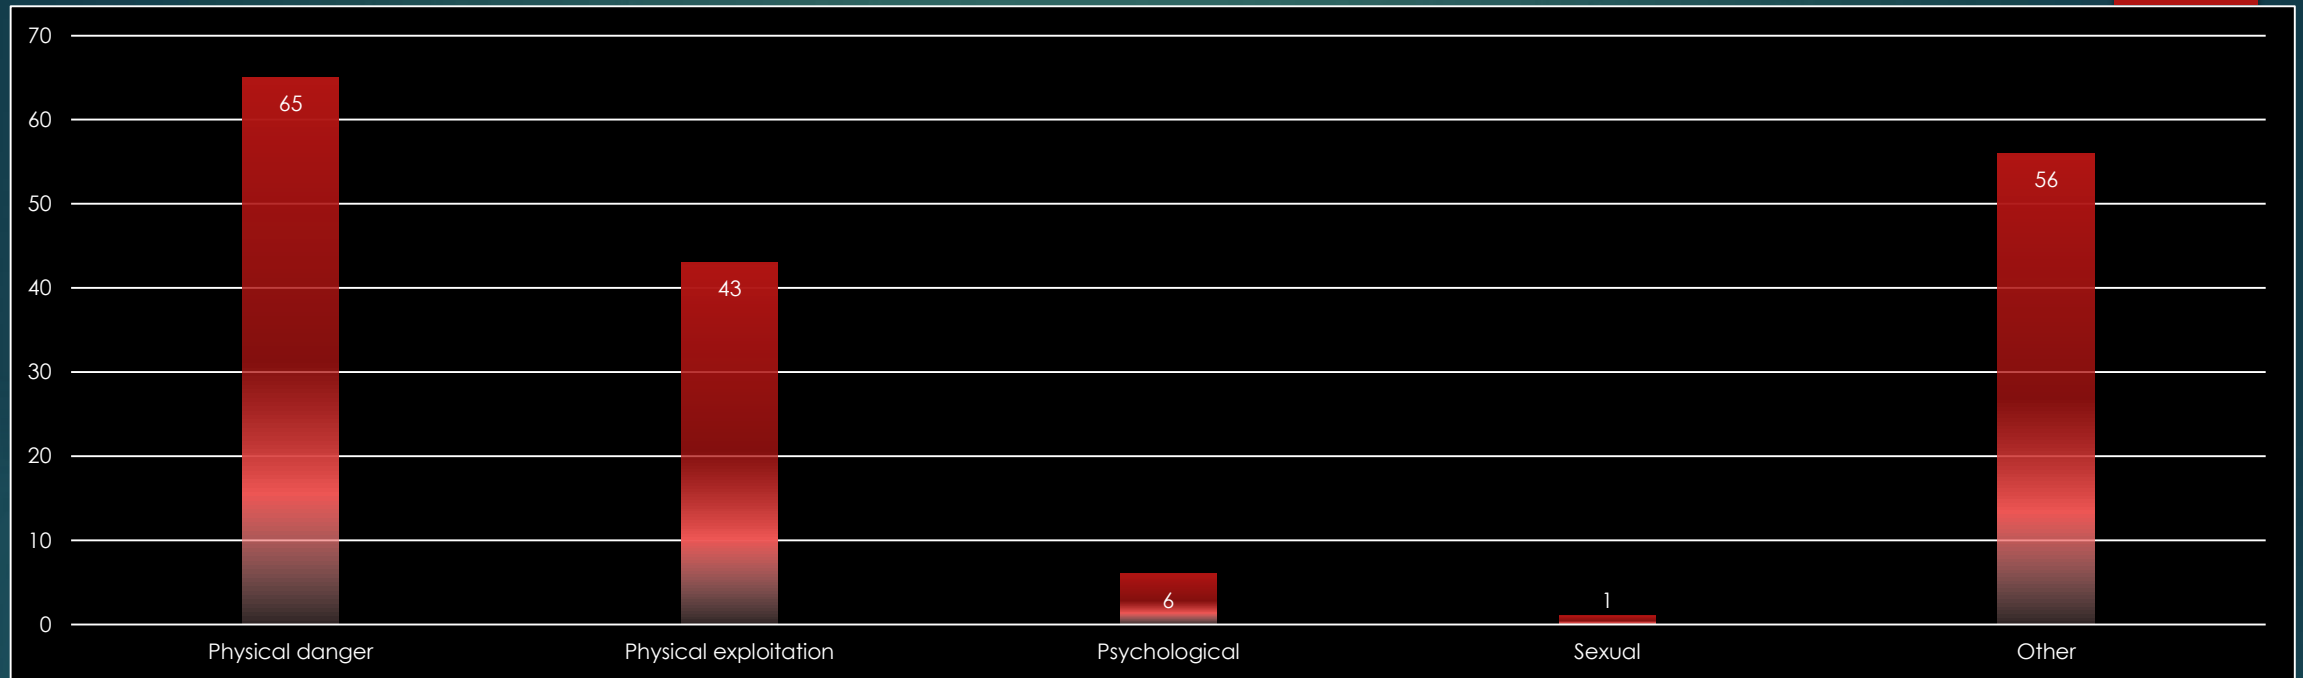 70
60
50
40
30
20
10
0
65
43
6
1
56
Physical danger
Physical exploitation
Psychological
Sexual
Other